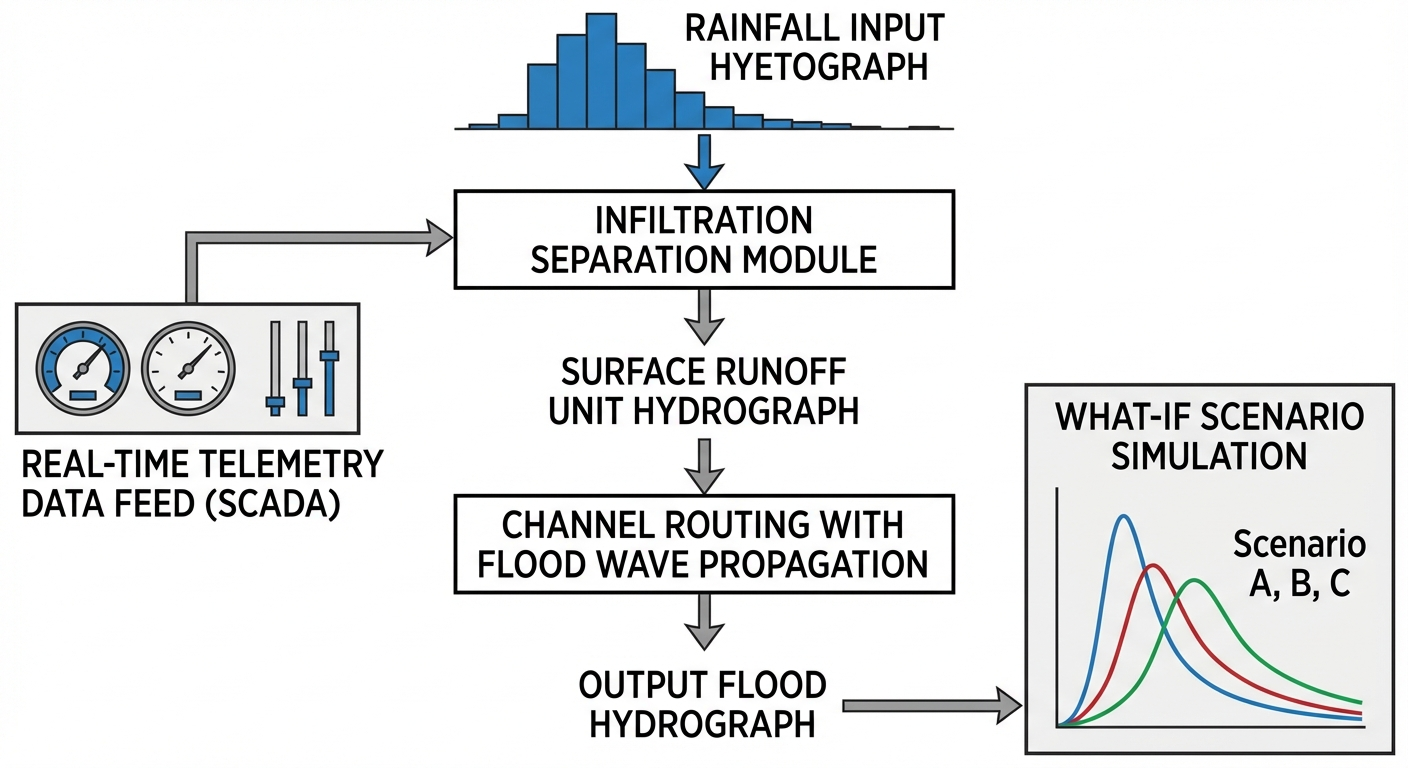 RAINFALL INPUT
HYETOGRAPH
INFILTRATION
SEPARATION MODULE
REAL-TIME TELEMETRY
DATA FEED (SCADA)
SURFACE RUNOFF
UNIT HYDROGRAPH
CHANNEL ROUTING WITH
FLOOD WAVE PROPAGATION
OUTPUT FLOOD
HYDROGRAPH
WHAT-IF SCENARIO
SIMULATION
Scenario
A, B, C